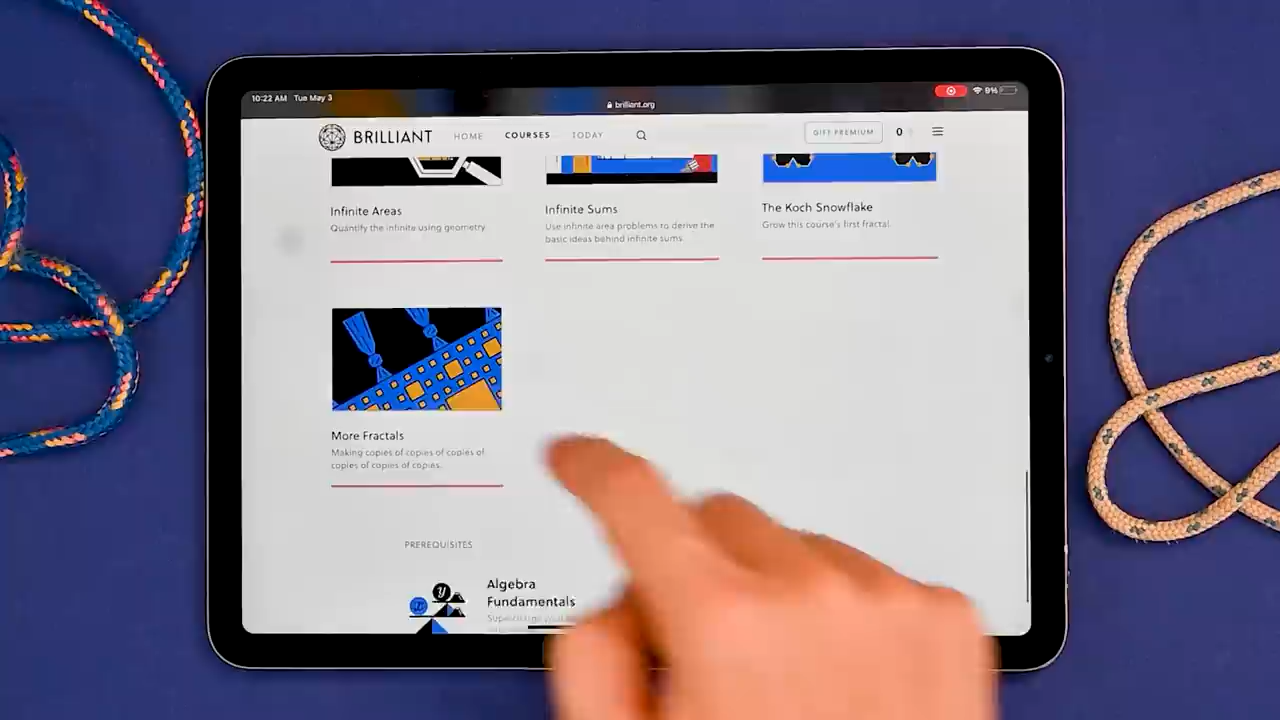 10:22 AM Tue May 3
brilliant.org
9%
BRILLIANT
HOME
COURSES
TODAY
GIFT PREMIUM
0
Infinite Areas
Quantify the infinite using geometry.
Infinite Sums
Use infinite area problems to derive the
basic ideas behind infinite sums.
The Koch Snowflake
Grow this course's first fractal.
More Fractals
Making copies of copies of copies of
copies of copies of copies.
PREREQUISITES
y
Algebra
Fundamentals